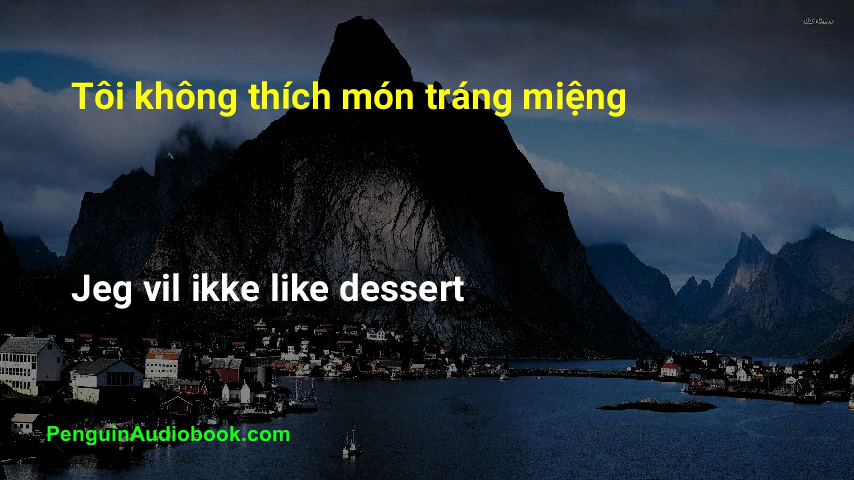 Tôi không thích món tráng miệng
Jeg vil ikke like dessert
PenguinAudiobook.com